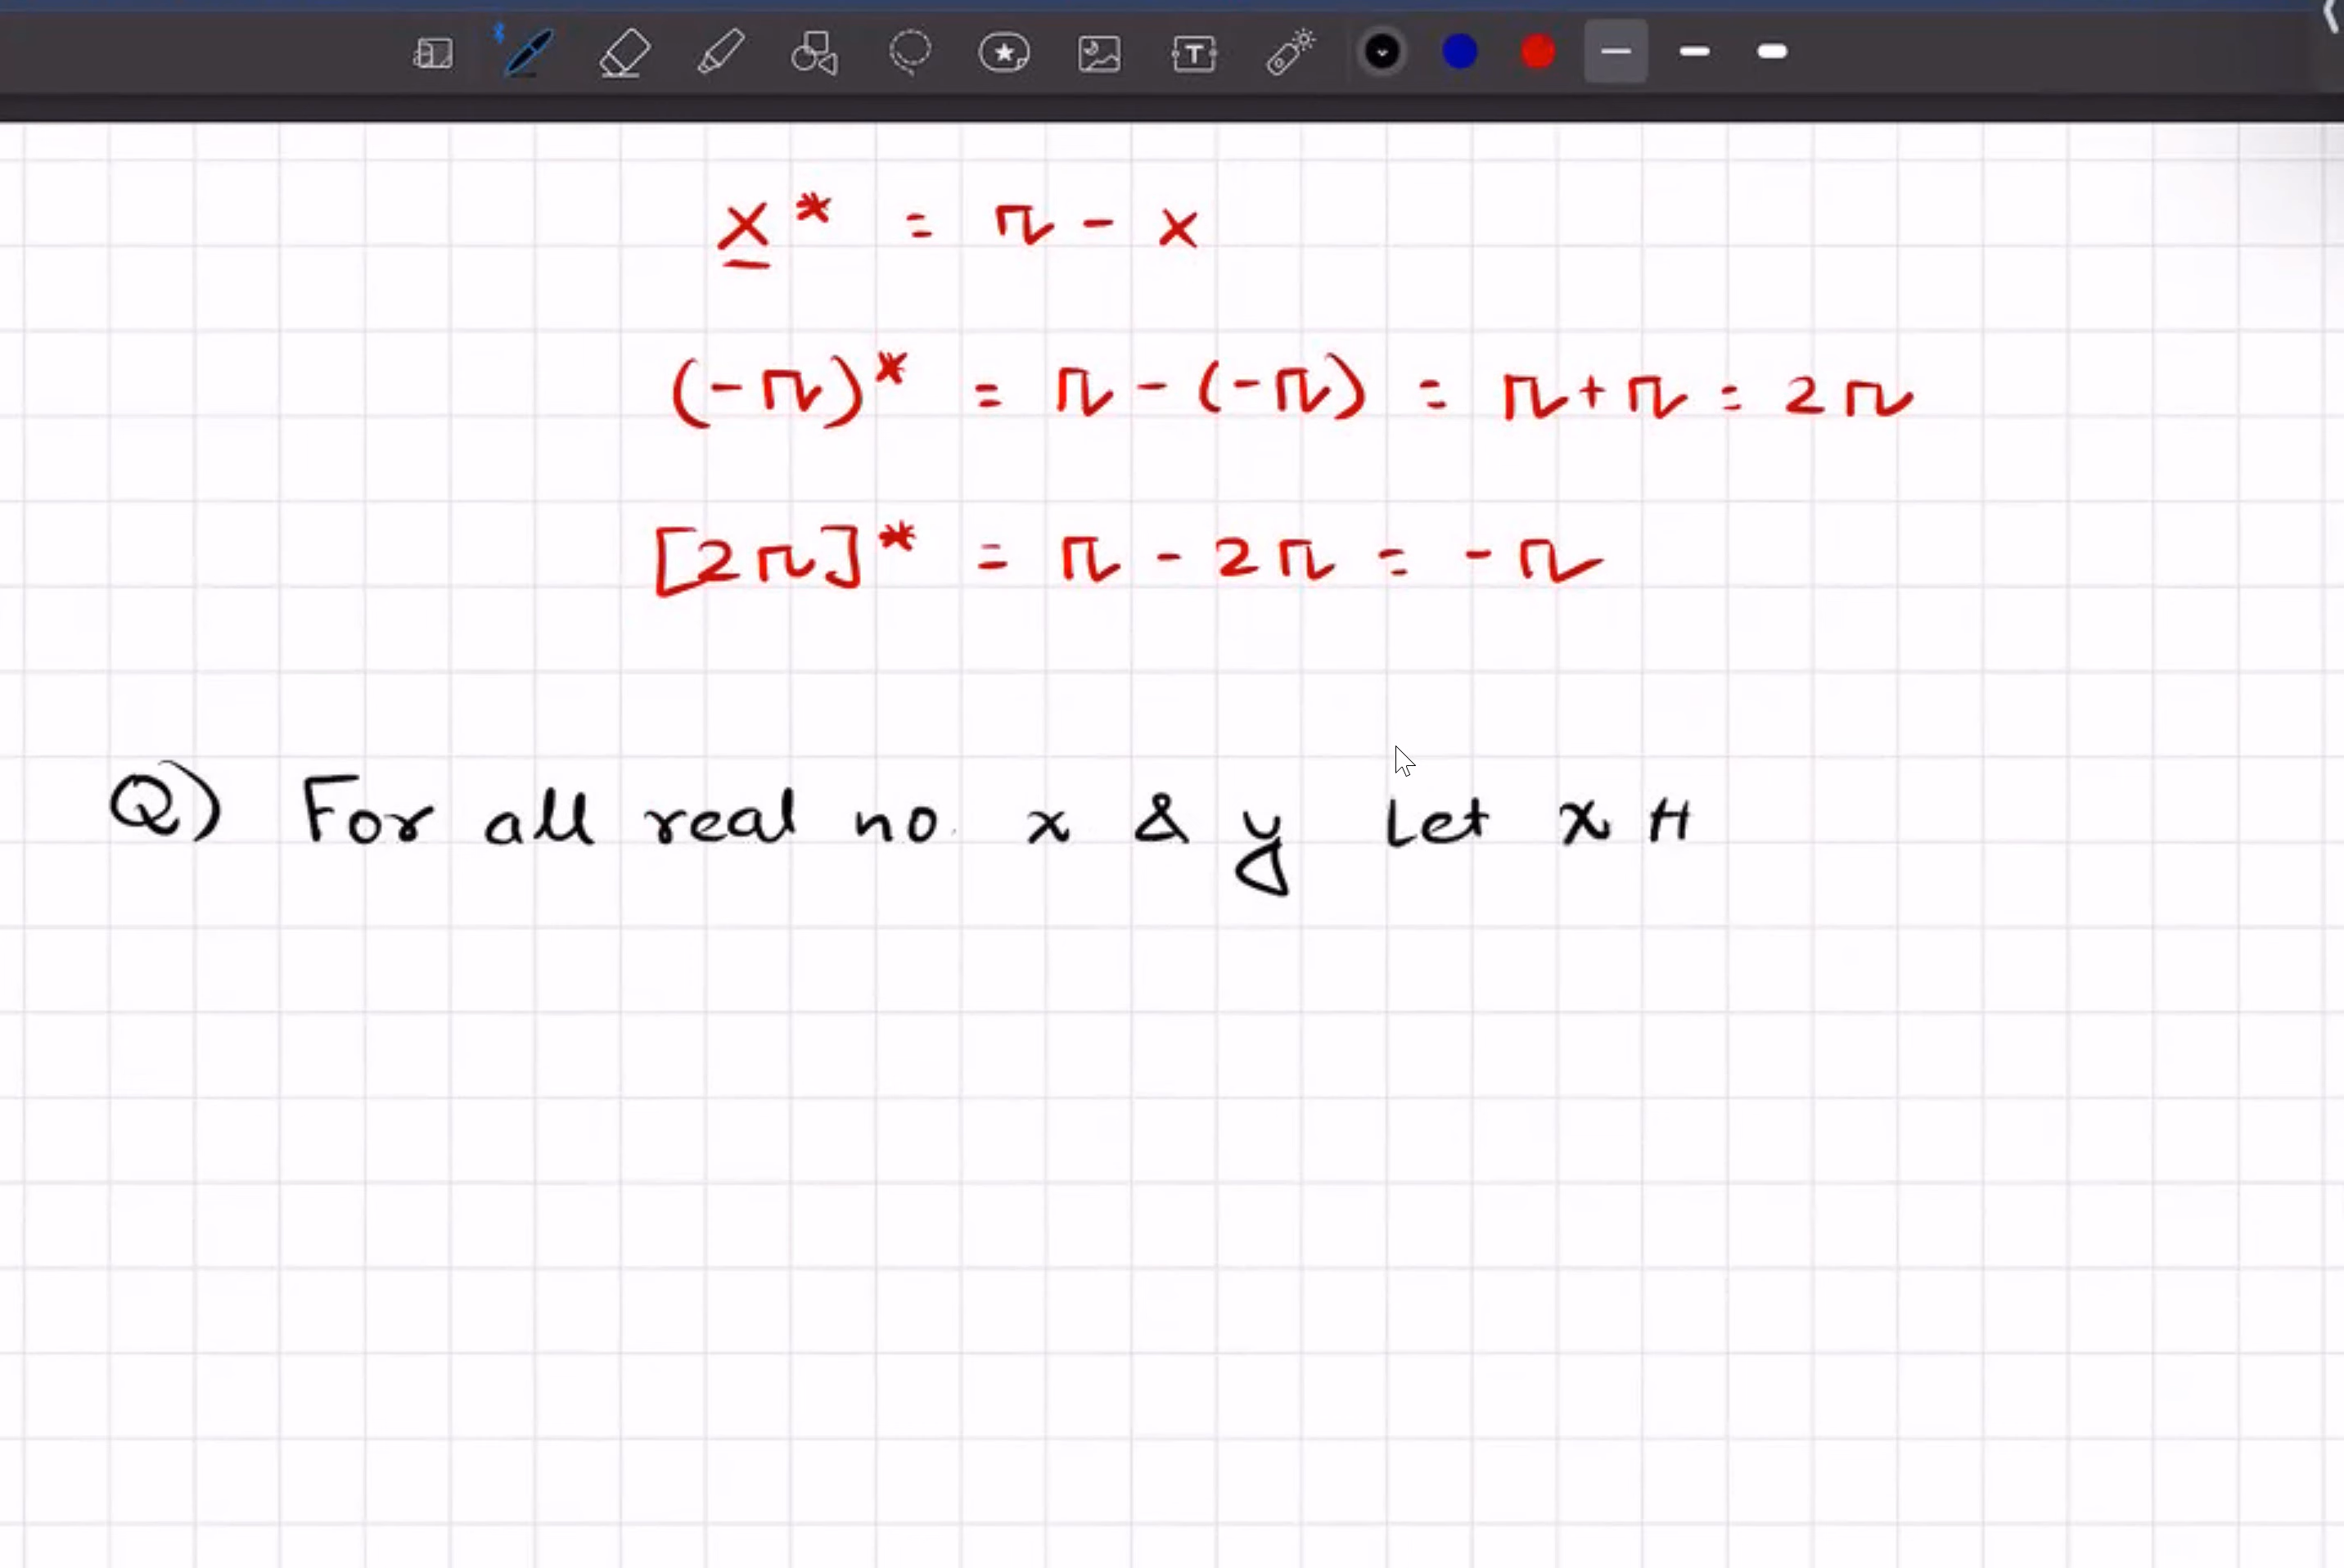 x* = π - x
(-π)* = π - (-π) = π + π = 2π
[2π]* = π - 2π = -π
Q) For all real no. x & y Let x H